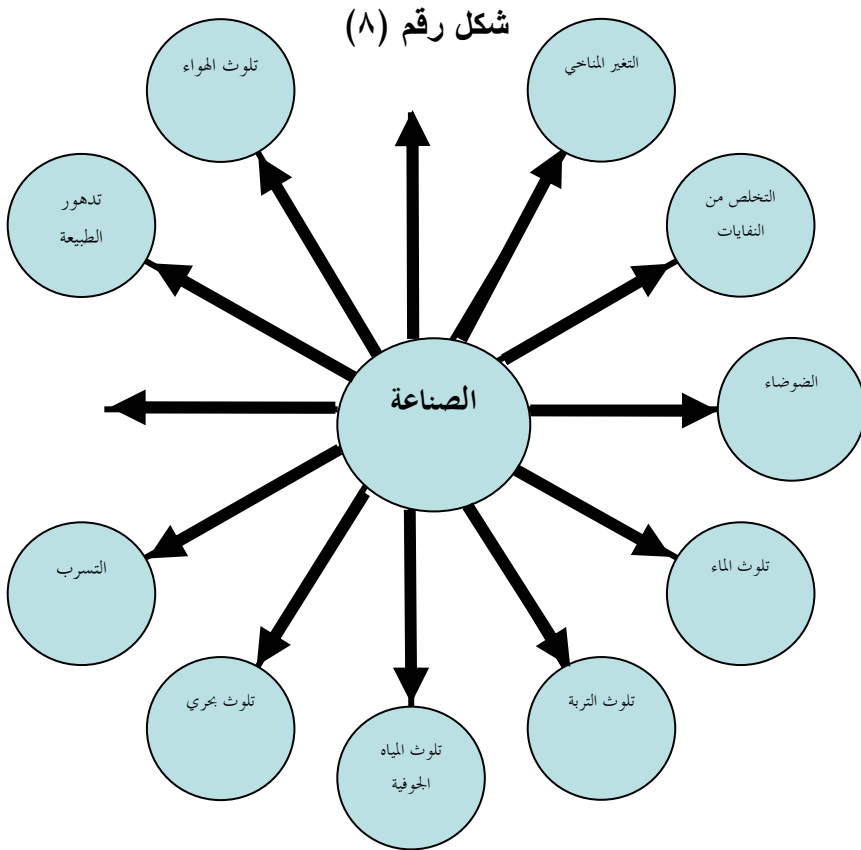 شكل رقم (٨)
التغير المناخي
تلوث الهواء
التخلص من
النفايات
تدهور
الطبيعة
الضوضاء
الصناعة
تلوث الماء
التسرب
تلوث التربة
تلوث بحري
تلوث المياه
الجوفية